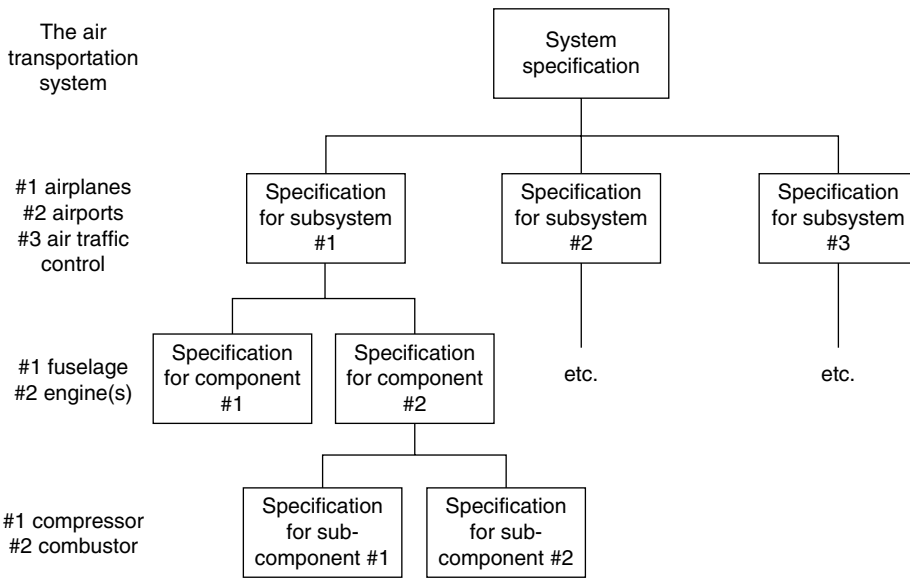 The air
transportation
system
System
specification
#1 airplanes
#2 airports
#3 air traffic
control
Specification
for subsystem
#1
Specification
for subsystem
#2
Specification
for subsystem
#3
#1 fuselage
#2 engine(s)
Specification
for component
#1
Specification
for component
#2
etc.
etc.
#1 compressor
#2 combustor
Specification
for sub-
component #1
Specification
for sub-
component #2